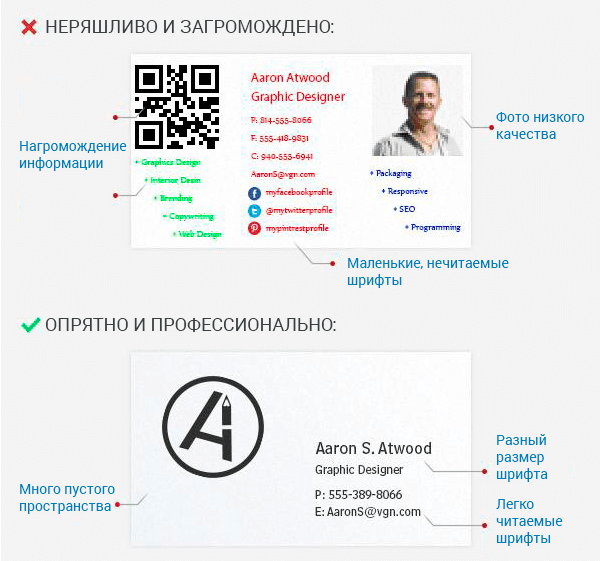 НЕРЯШЛИВО И ЗАГРОМОЖДЕНО:
Нагромождение
информации
Aaron Atwood
Graphic Designer
P: 814-555-8066
F: 555-418-9831
C: 940-555-6941
AaronS@vgn.com
myfacebookprofile
@mytwitterprofile
mypintrestprofile
Graphics Design
Interior Desin
Branding
Copywriting
Web Design
Packaging
Responsive
SEO
Programming
Фото низкого
качества
Маленькие, нечитаемые
шрифты
ОПРЯТНО И ПРОФЕССИОНАЛЬНО:
Много пустого
пространства
Aaron S. Atwood
Graphic Designer
P: 555-389-8066
E: AaronS@vgn.com
Разный
размер
шрифта
Легко
читаемые
шрифты